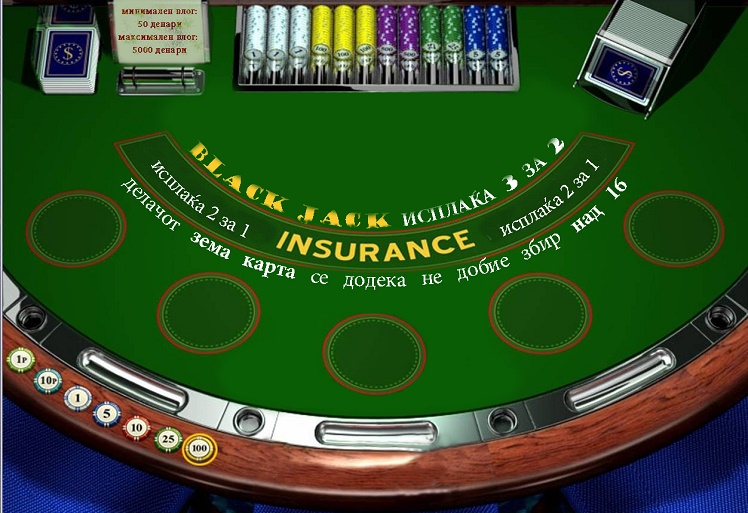 минимален влог:
50 денари
максимален влог:
5000 денари
BLACK JACK ИСПЛАЌА 3 ЗА 2
исплаќа 2 за 1 INSURANCE исплаќа 2 за 1
делачот зема карта се додека не добие збир над 16
1P
10P
1
5
10
25
100